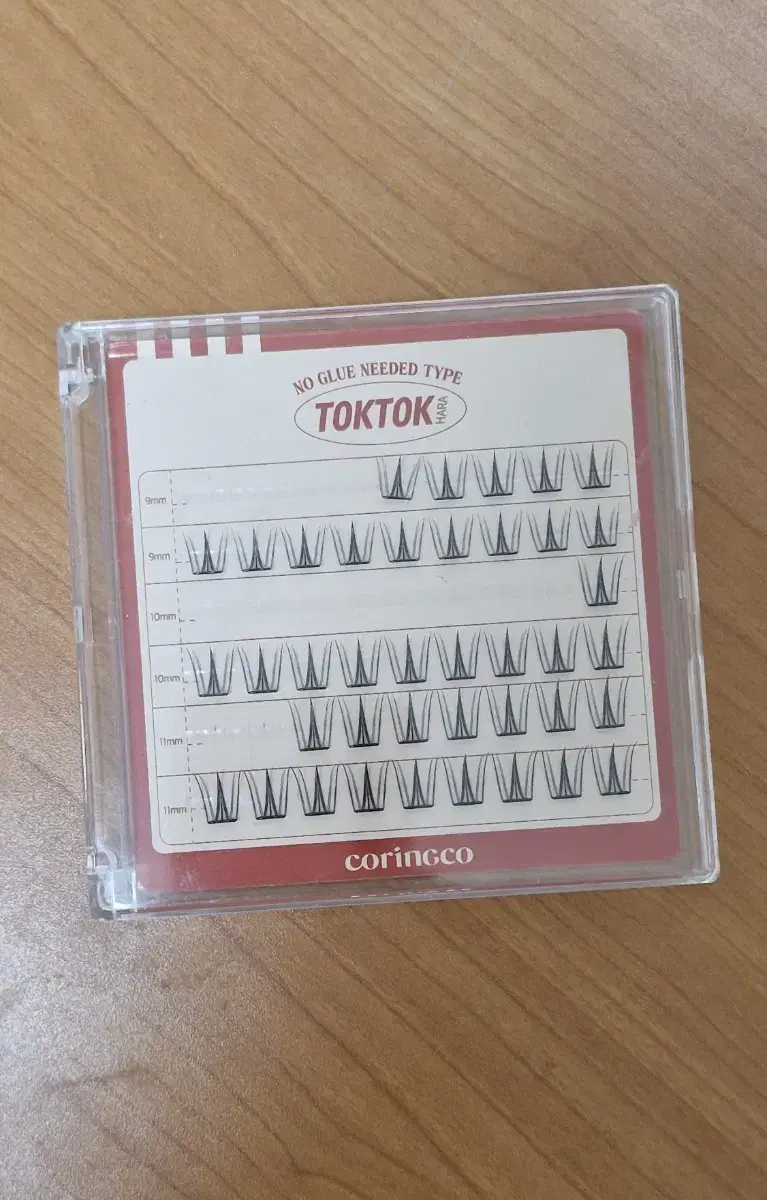 NO GLUE NEEDED TYPE
TOKTOK HARA
9mm
9mm
10mm
10mm
11mm
11mm
coringco